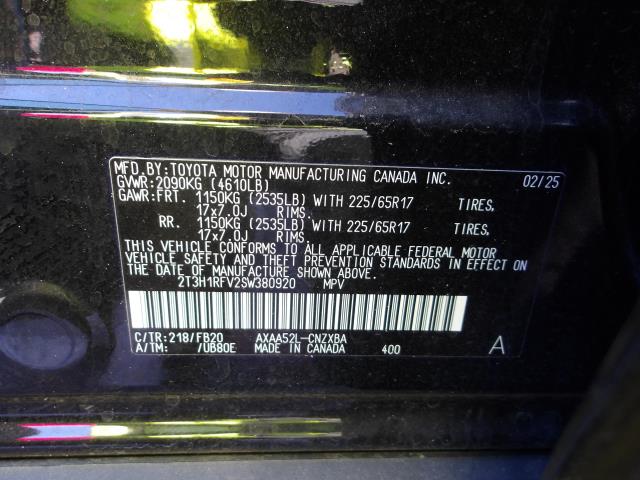 MFD.BY:TOYOTA MOTOR MANUFACTURING CANADA INC. 02/25
GVWR:2090KG (4610LB)
GAWR:FRT. 1150KG (2535LB) WITH 225/65R17 TIRES,
17x7.0J RIMS.
RR. 1150KG (2535LB) WITH 225/65R17 TIRES,
17x7.0J RIMS.
THIS VEHICLE CONFORMS TO ALL APPLICABLE FEDERAL MOTOR
VEHICLE SAFETY AND THEFT PREVENTION STANDARDS IN EFFECT ON
THE DATE OF MANUFACTURE SHOWN ABOVE.
2T3H1RFV2SW380920 MPV
C/TR:218/FB20 AXAA52L-CNZXBA
A/TM: /UB80E MADE IN CANADA 400 A